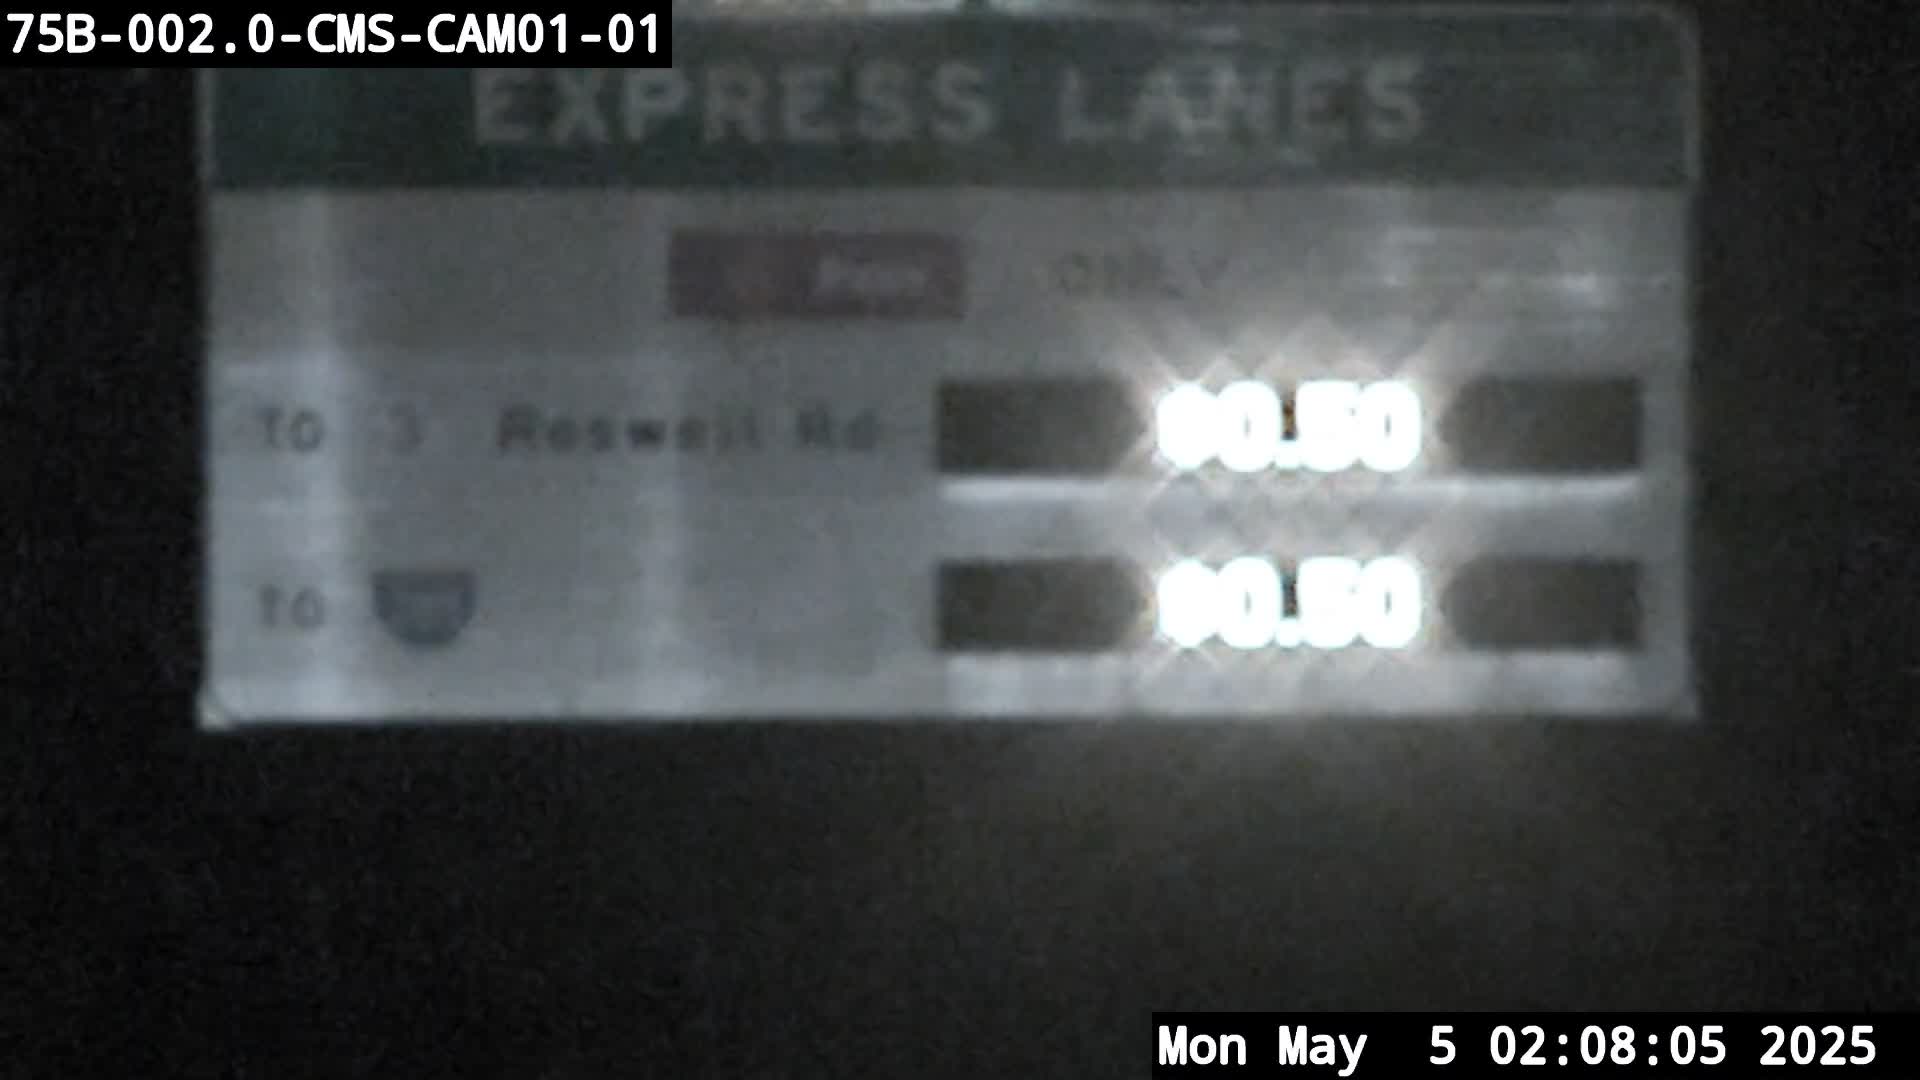 75B-002.0-CMS-CAM01-01
EXPRESS LANES
ONLY
TO 3 Roswell Rd $0.50
TO $0.50
Mon May 5 02:08:05 2025